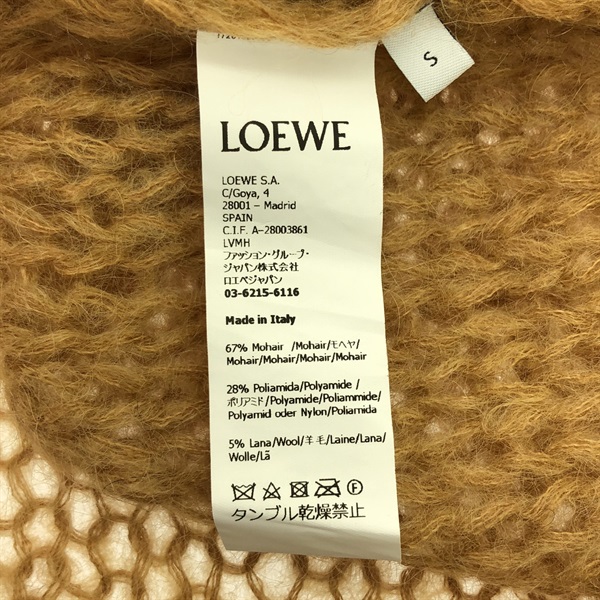 S
LOEWE
LOEWE S.A.
C/Goya, 4
28001 – Madrid
SPAIN
C.I.F. A-28003861
LVMH
ファッション・グループ・
ジャパン株式会社
ロエベジャパン
03-6215-6116
Made in Italy
67% Mohair /Mohair/モヘヤ/
Mohair/Mohair/Mohair/Mohair
28% Poliamida/Polyamide /
ポリアミド/Polyamide/Poliammide/
Polyamid oder Nylon/Poliamida
5% Lana/Wool/羊毛/Laine/Lana/
Wolle/Lã
F
タンブル乾燥禁止